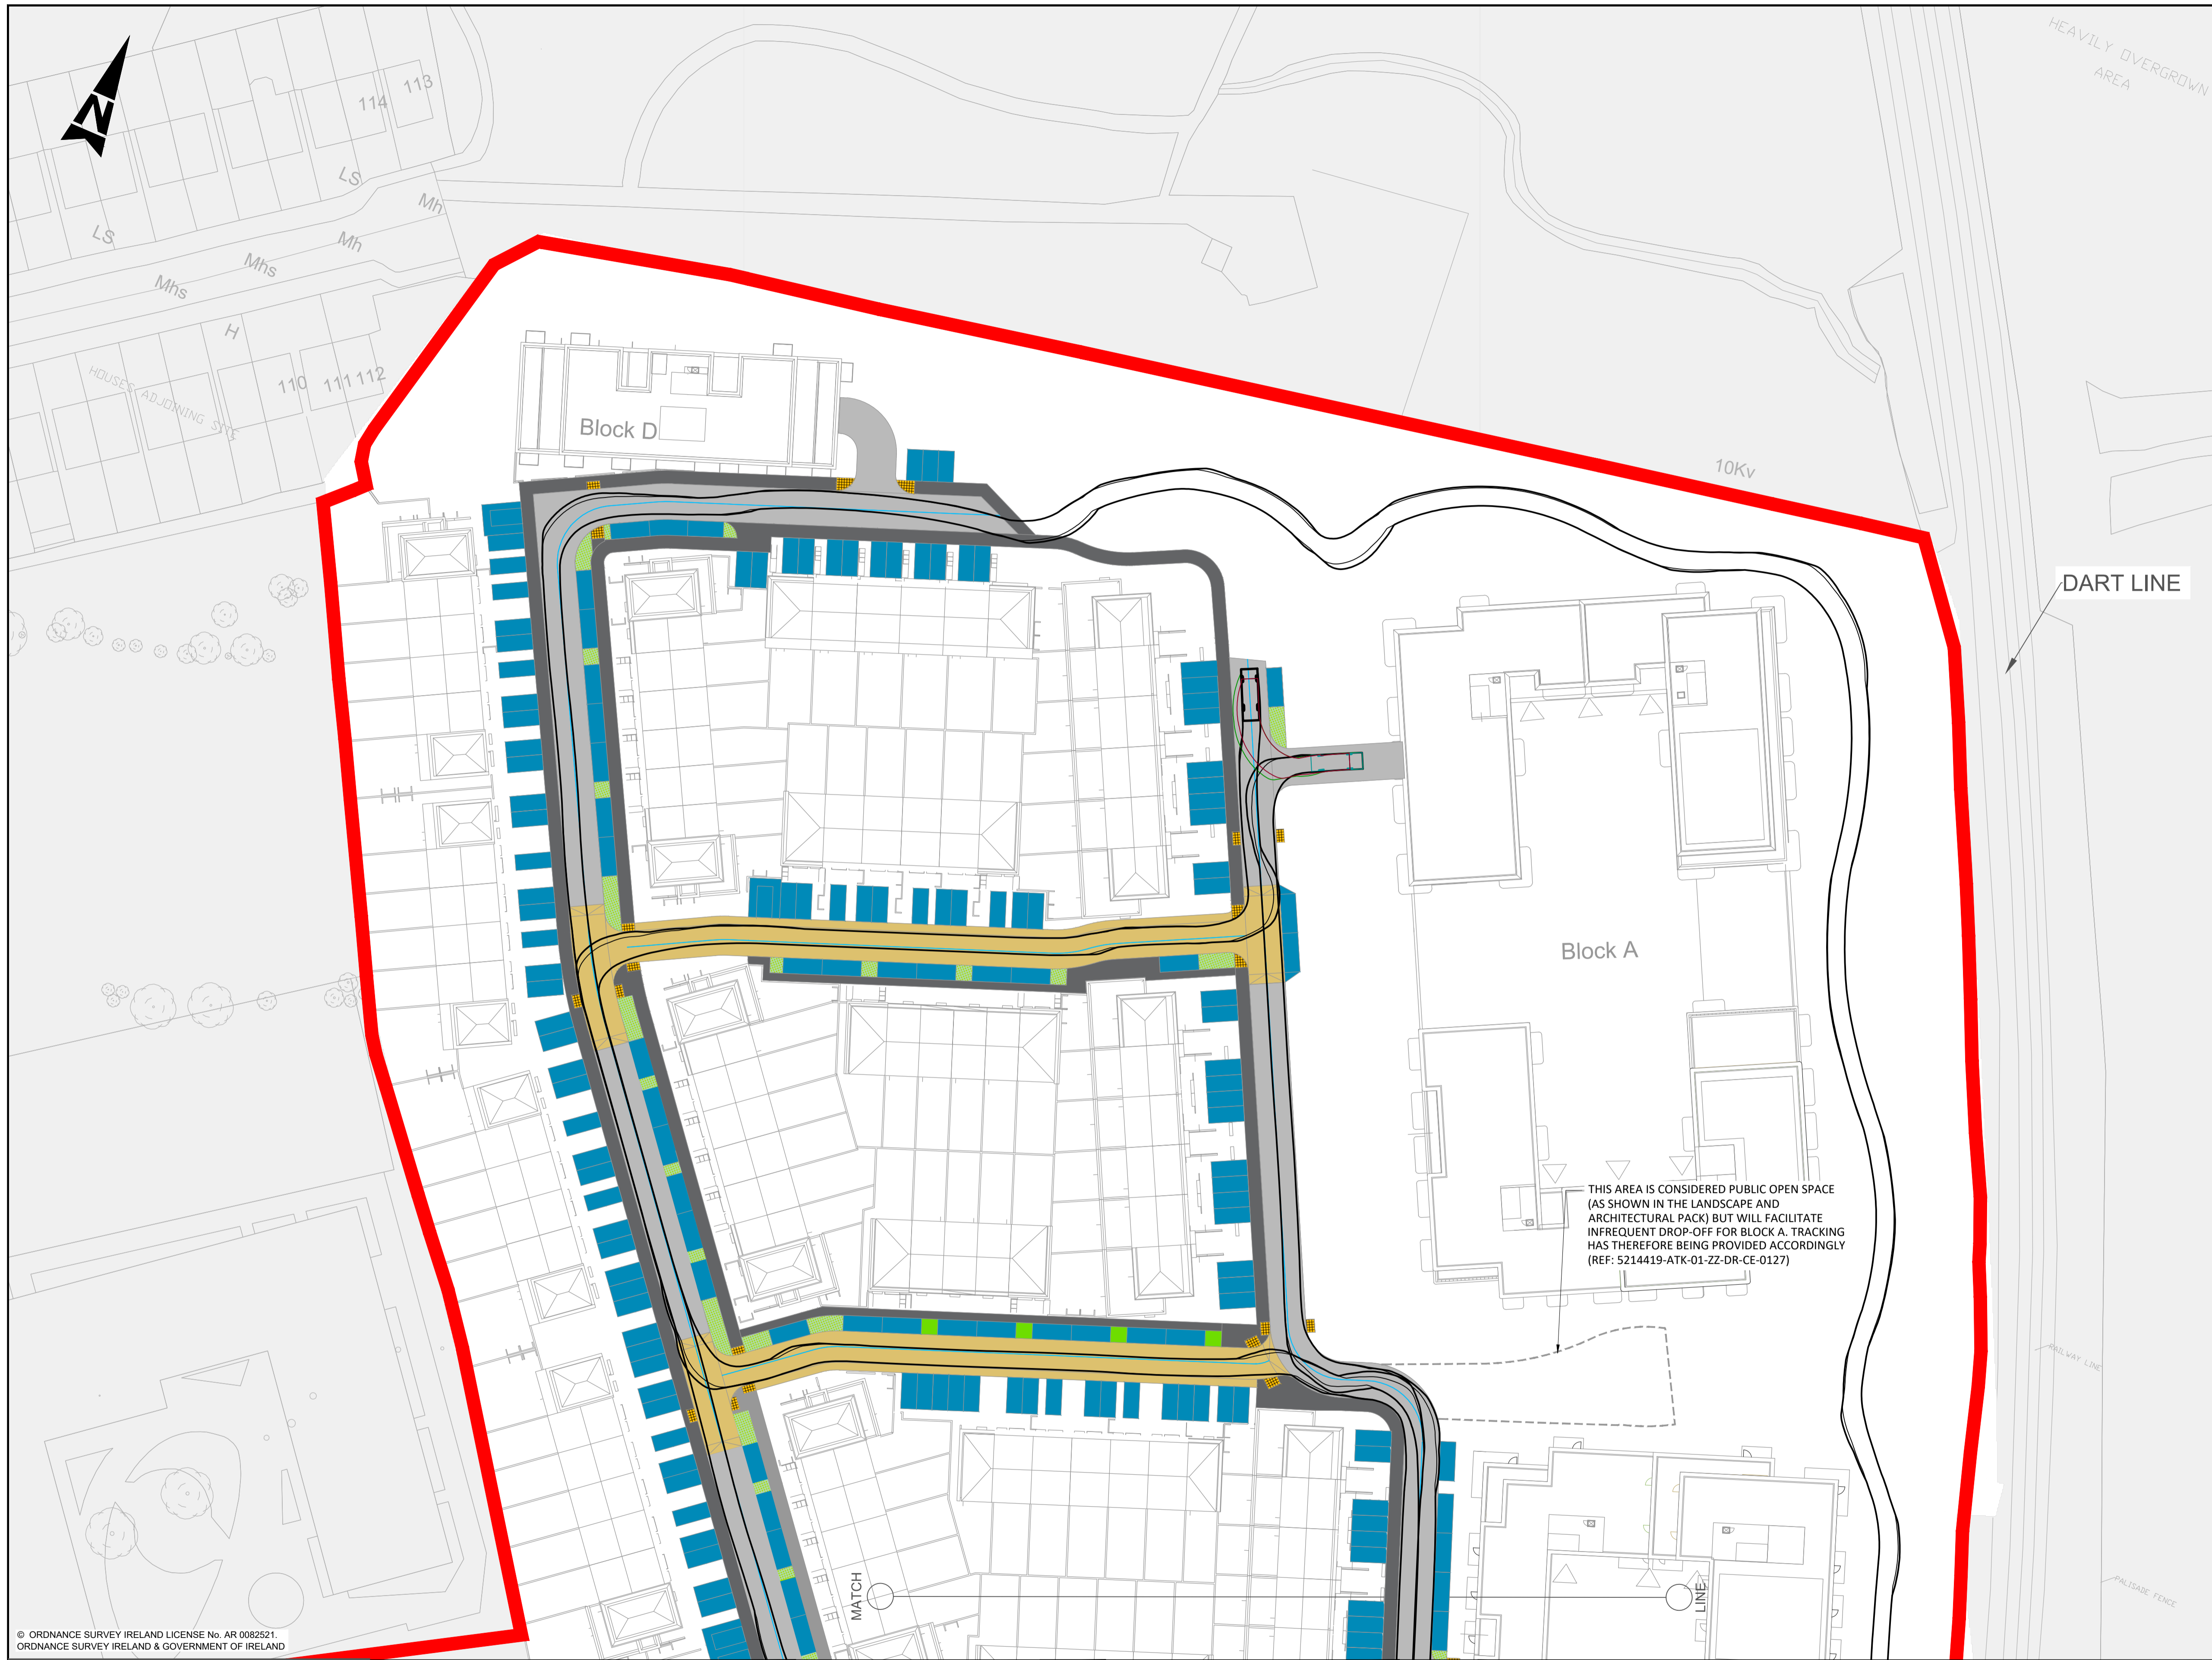 HEAVILY OVERGROWN
AREA
N
114 113
LS
Mh
LS
Mh
Mhs
Mhs
H
HOUSES ADJOINING SITE
110 111 112
Block D
10Kv
DART LINE
Block A
THIS AREA IS CONSIDERED PUBLIC OPEN SPACE
(AS SHOWN IN THE LANDSCAPE AND
ARCHITECTURAL PACK) BUT WILL FACILITATE
INFREQUENT DROP-OFF FOR BLOCK A. TRACKING
HAS THEREFORE BEING PROVIDED ACCORDINGLY
(REF: 5214419-ATK-01-ZZ-DR-CE-0127)
RAILWAY LINE
MATCH
LINE
PALISADE FENCE
© ORDNANCE SURVEY IRELAND LICENSE No. AR 0082521.
ORDNANCE SURVEY IRELAND & GOVERNMENT OF IRELAND